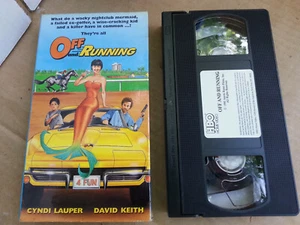 What do a wacky nightclub mermaid,
a failed ex-golfer, a wise-cracking kid
and a killer have in common ...?
They're all
OFF AND RUNNING
4 FUN
CYNDI LAUPER DAVID KEITH
HBO
VIDEO
OFF AND RUNNING